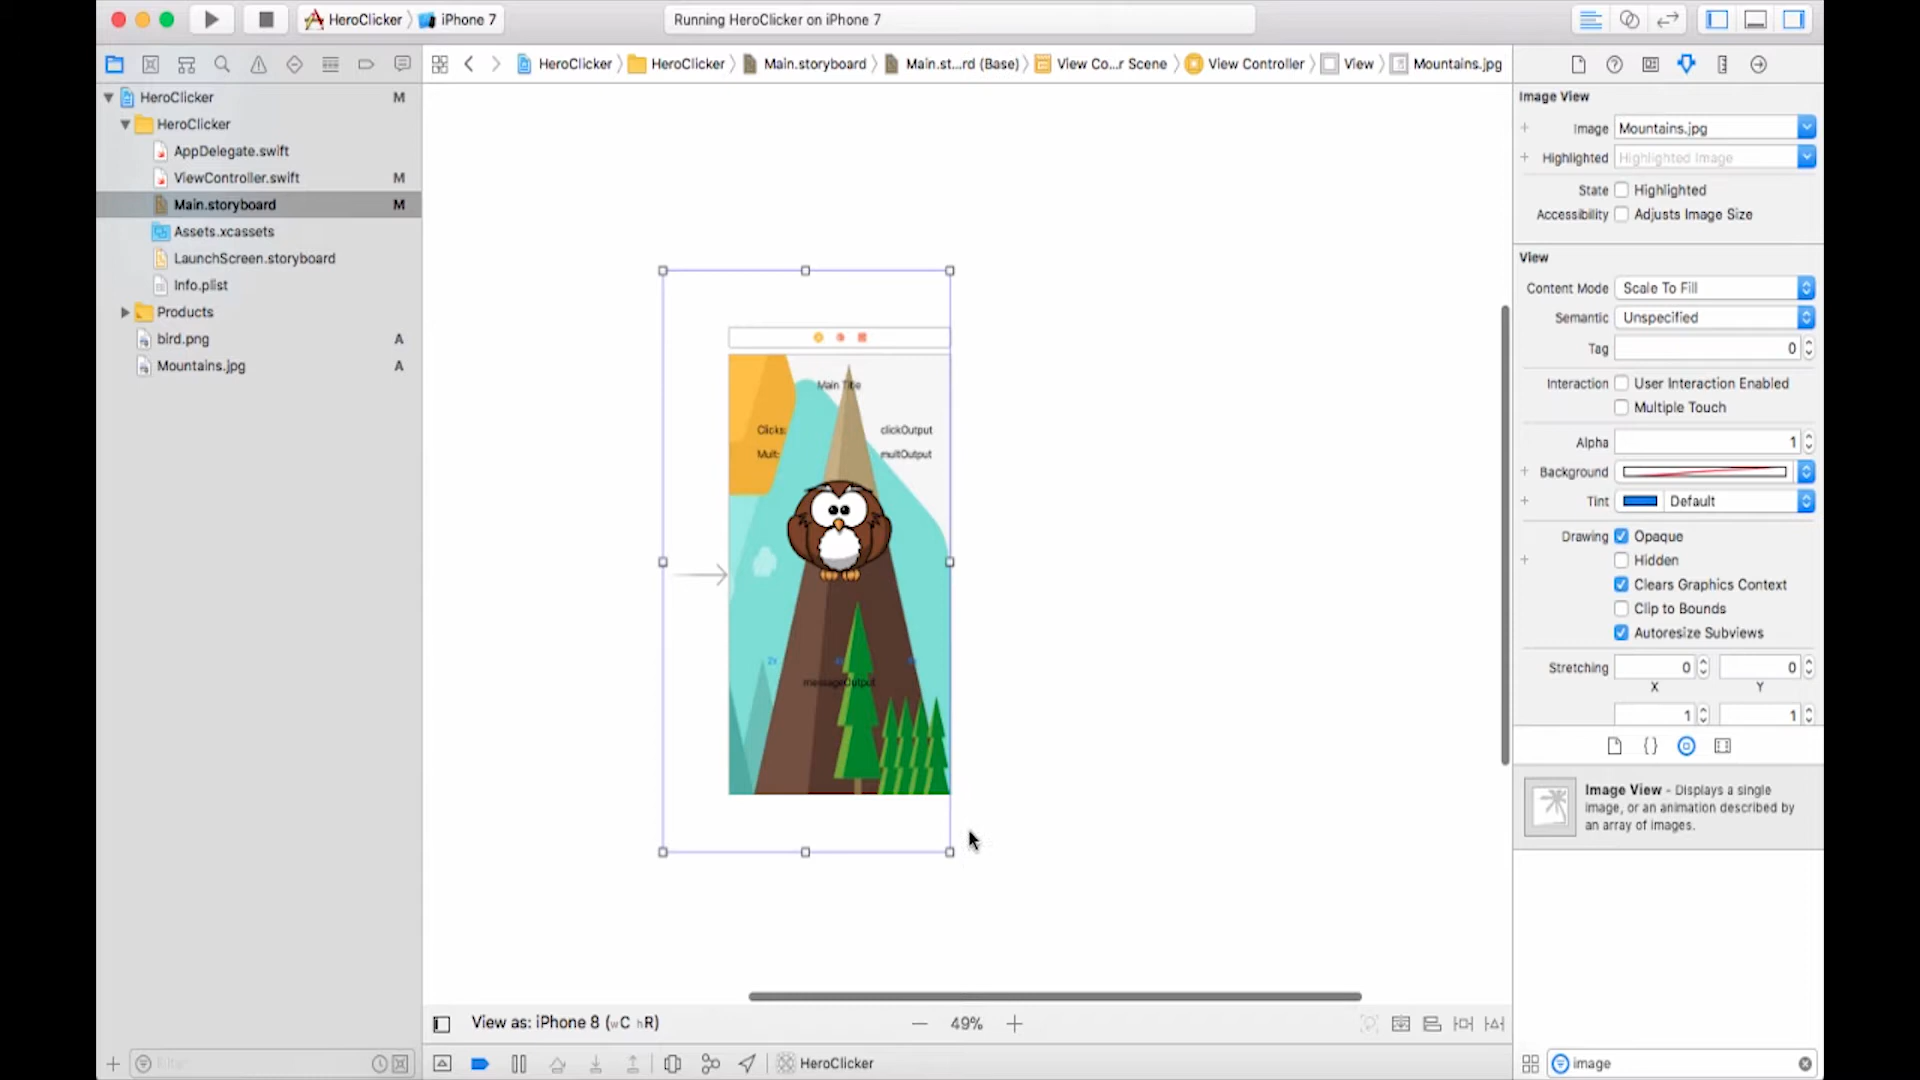 HeroClicker
iPhone 7
Running HeroClicker on iPhone 7
HeroClicker
HeroClicker
Main.storyboard
Main.st...rd (Base)
View Co...r Scene
View Controller
View
Mountains.jpg
HeroClicker M
HeroClicker
AppDelegate.swift
ViewController.swift M
Main.storyboard M
Assets.xcassets
LaunchScreen.storyboard
Info.plist
Products
bird.png A
Mountains.jpg A
Main Title
Clicks: clickOutput
Mult: multOutput
2x
messageOutput
Image View
Image Mountains.jpg
Highlighted Highlighted Image
State Highlighted
Accessibility Adjusts Image Size
View
Content Mode Scale To Fill
Semantic Unspecified
Tag 0
Interaction User Interaction Enabled
Multiple Touch
Alpha 1
Background
Tint Default
Drawing Opaque
Hidden
Clears Graphics Context
Clip to Bounds
Autoresize Subviews
Stretching 0 0
X Y
1 1
Image View - Displays a single
image, or an animation described by
an array of images.
View as: iPhone 8 (wC hR)
49%
Filter
HeroClicker
image